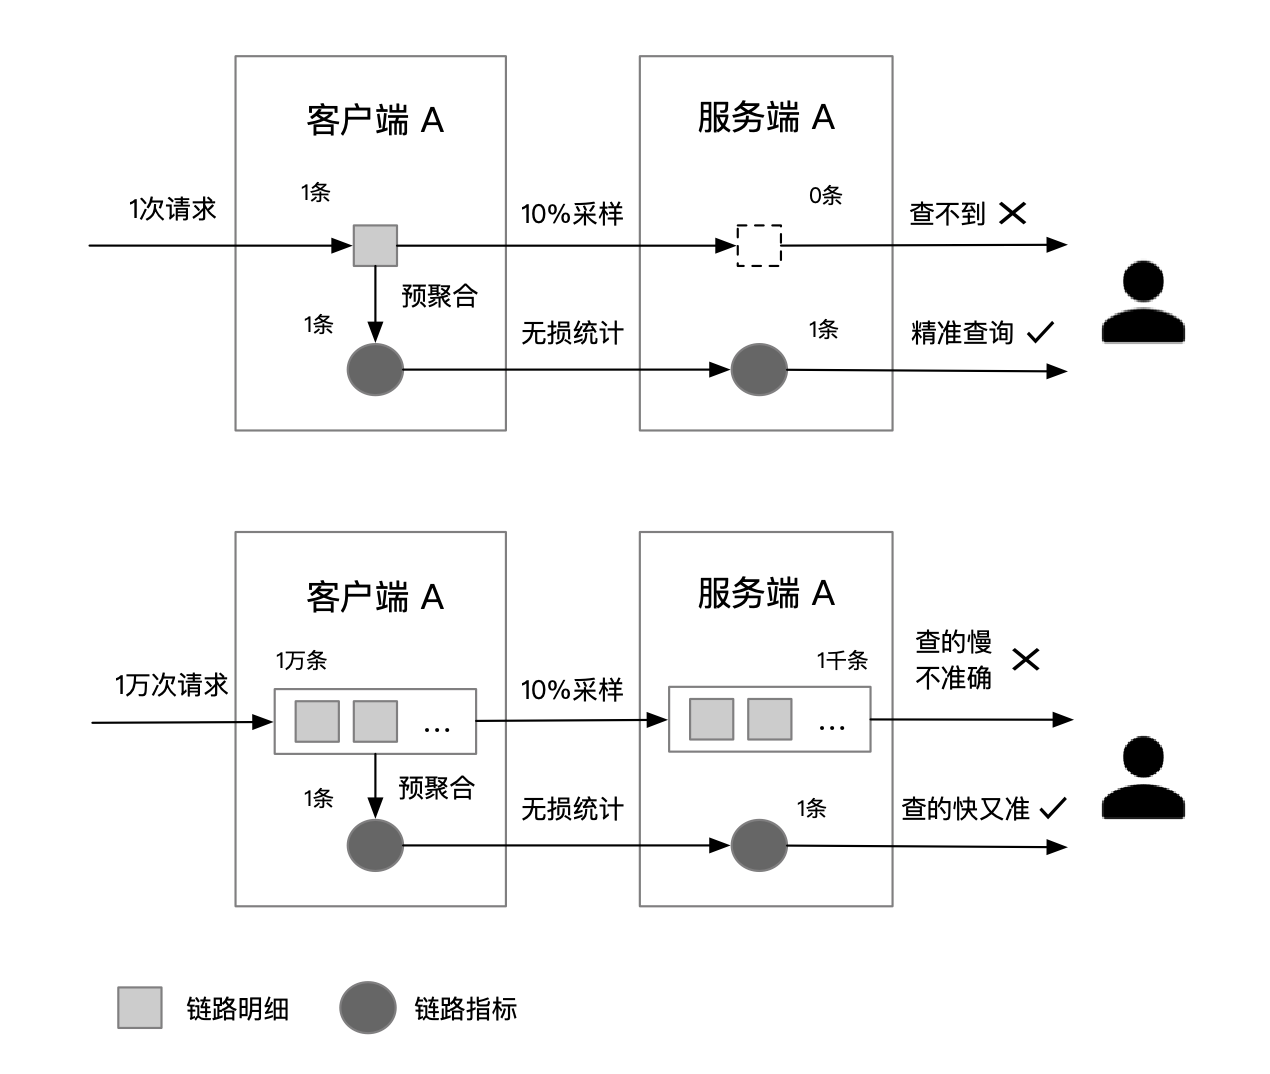 客户端 A
服务端 A
1次请求
1条
10%采样
0条
查不到
预聚合
1条
无损统计
1条
精准查询
客户端 A
服务端 A
1万次请求
1万条
10%采样
1千条
查的慢
不准确
...
...
预聚合
1条
无损统计
1条
查的快又准
链路明细
链路指标